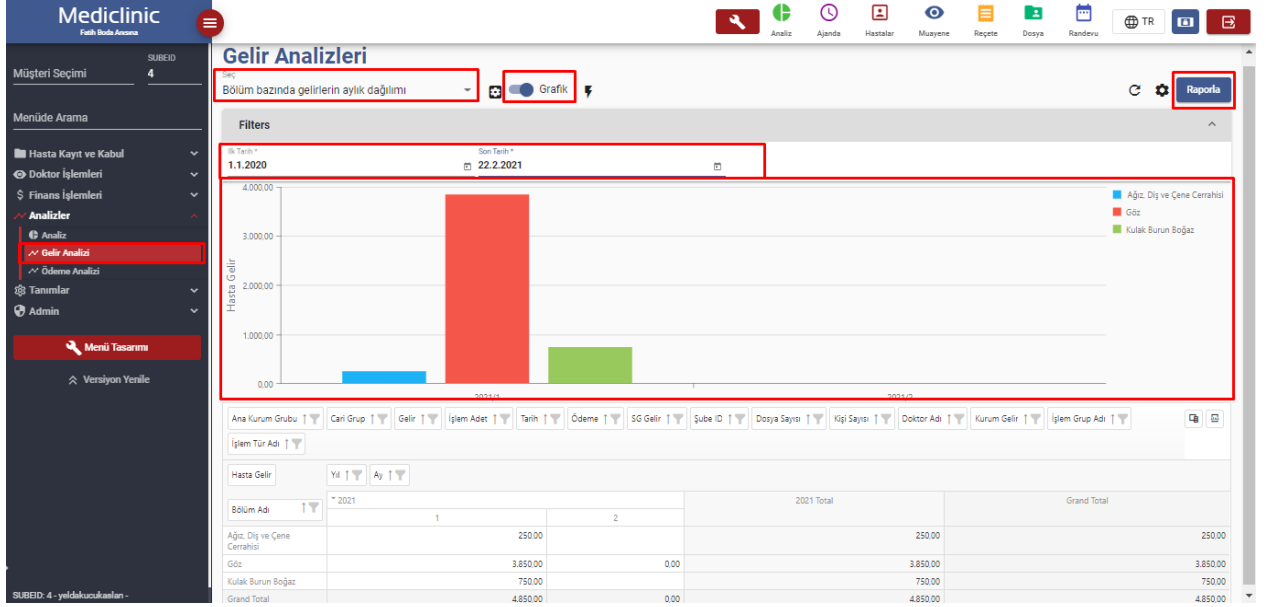 Mediclinic
Fatih Boda Anısına
SUBEID
Müşteri Seçimi 4
Menüde Arama
Hasta Kayıt ve Kabul
Doktor İşlemleri
$ Finans İşlemleri
Analizler
Analiz
Gelir Analizi
Ödeme Analizi
Tanımlar
Admin
Menü Tasarımı
Versiyon Yenile
SUBEID: 4 - yeldakucukaslan -
Analiz Ajanda Hastalar Muayene Reçete Dosya Randevu TR
Gelir Analizleri
Seç
Bölüm bazında gelirlerin aylık dağılımı Grafik Raporla
Filters
İlk Tarih * Son Tarih *
1.1.2020 22.2.2021
4.000,00
3.000,00
2.000,00
1.000,00
0,00
Hasta Gelir
2021/1 2021/2
Ağız, Diş ve Çene Cerrahisi
Göz
Kulak Burun Boğaz
Ana Kurum Grubu Cari Grup Gelir İşlem Adet Tarih Ödeme SG Gelir Şube ID Dosya Sayısı Kişi Sayısı Doktor Adı Kurum Gelir İşlem Grup Adı
İşlem Tür Adı
Hasta Gelir Yıl Ay
Bölüm Adı 2021 2021 Total Grand Total
1 2
Ağız, Diş ve Çene Cerrahisi 250,00 250,00 250,00
Göz 3.850,00 0,00 3.850,00 3.850,00
Kulak Burun Boğaz 750,00 750,00 750,00
Grand Total 4.850,00 0,00 4.850,00 4.850,00